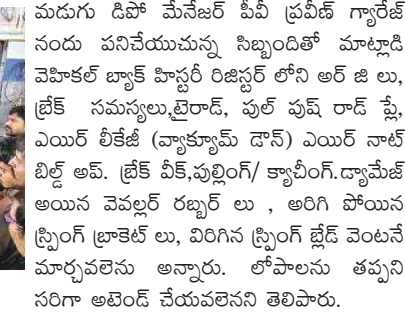 మడుగు డిపో మేనేజర్ పీవీ ప్రవీణ్ గ్యారేజ్
నందు పనిచేయుచున్న సిబ్బందితో మాట్లాడి
వెహికల్ బ్యాక్ హిస్టరీ రిజిస్టర్ లోని అర్ జి లు,
బ్రేక్ సమస్యలు,టైరాడ్, పుల్ పుష్ రాడ్ ప్లే,
ఎయిర్ లీకేజీ (వ్యాక్యూమ్ డౌన్) ఎయిర్ నాట్
బిల్డ్ అప్. బ్రేక్ వీక్,పుల్లింగ్/ క్యాచింగ్.డ్యామేజ్
అయిన వెవల్లర్ రబ్బర్ లు , అరిగి పోయిన
స్ప్రింగ్ బ్రాకెట్ లు, విరిగిన స్ప్రింగ్ బ్లేడ్ వెంటనే
మార్చవలెను అన్నారు. లోపాలను తప్పని
సరిగా అటెండ్ చేయవలెనని తెలిపారు.